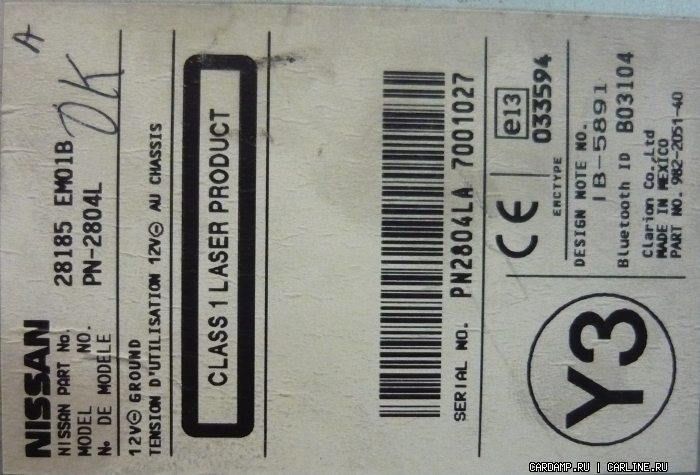 A
OK
NISSAN
NISSAN PART No. 28185 EM01B
MODEL NO. PN-2804L
No DE MODELE
12V⊖ GROUND
TENSION D'UTILISATION 12V⊖ AU CHASSIS
CLASS 1 LASER PRODUCT
SERIAL NO. PN2804LA 7001027
CE
e13
033594
ENCTYPE
DESIGN NOTE NO.
IB-5891
Bluetooth ID B03104
Clarion Co.,Ltd
MADE IN MEXICO
PART NO. 982-2051-40
Y3
CARDAMP.RU | CARLINE.RU